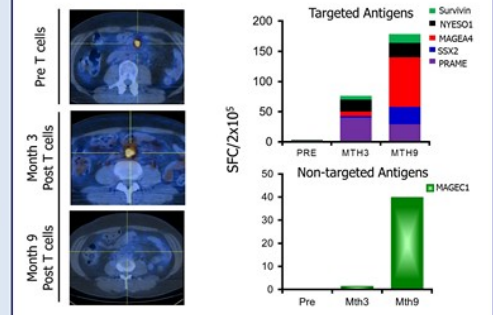 Pre T cells
Month 3
Post T cells
Month 9
Post T cells
SFC/2x10⁵
Targeted Antigens
200
150
100
50
0
PRE
MTH3
MTH9
Survivin
NYESO1
MAGEA4
SSX2
PRAME
Non-targeted Antigens
50
40
30
20
10
0
Pre
Mth3
Mth9
MAGEC1